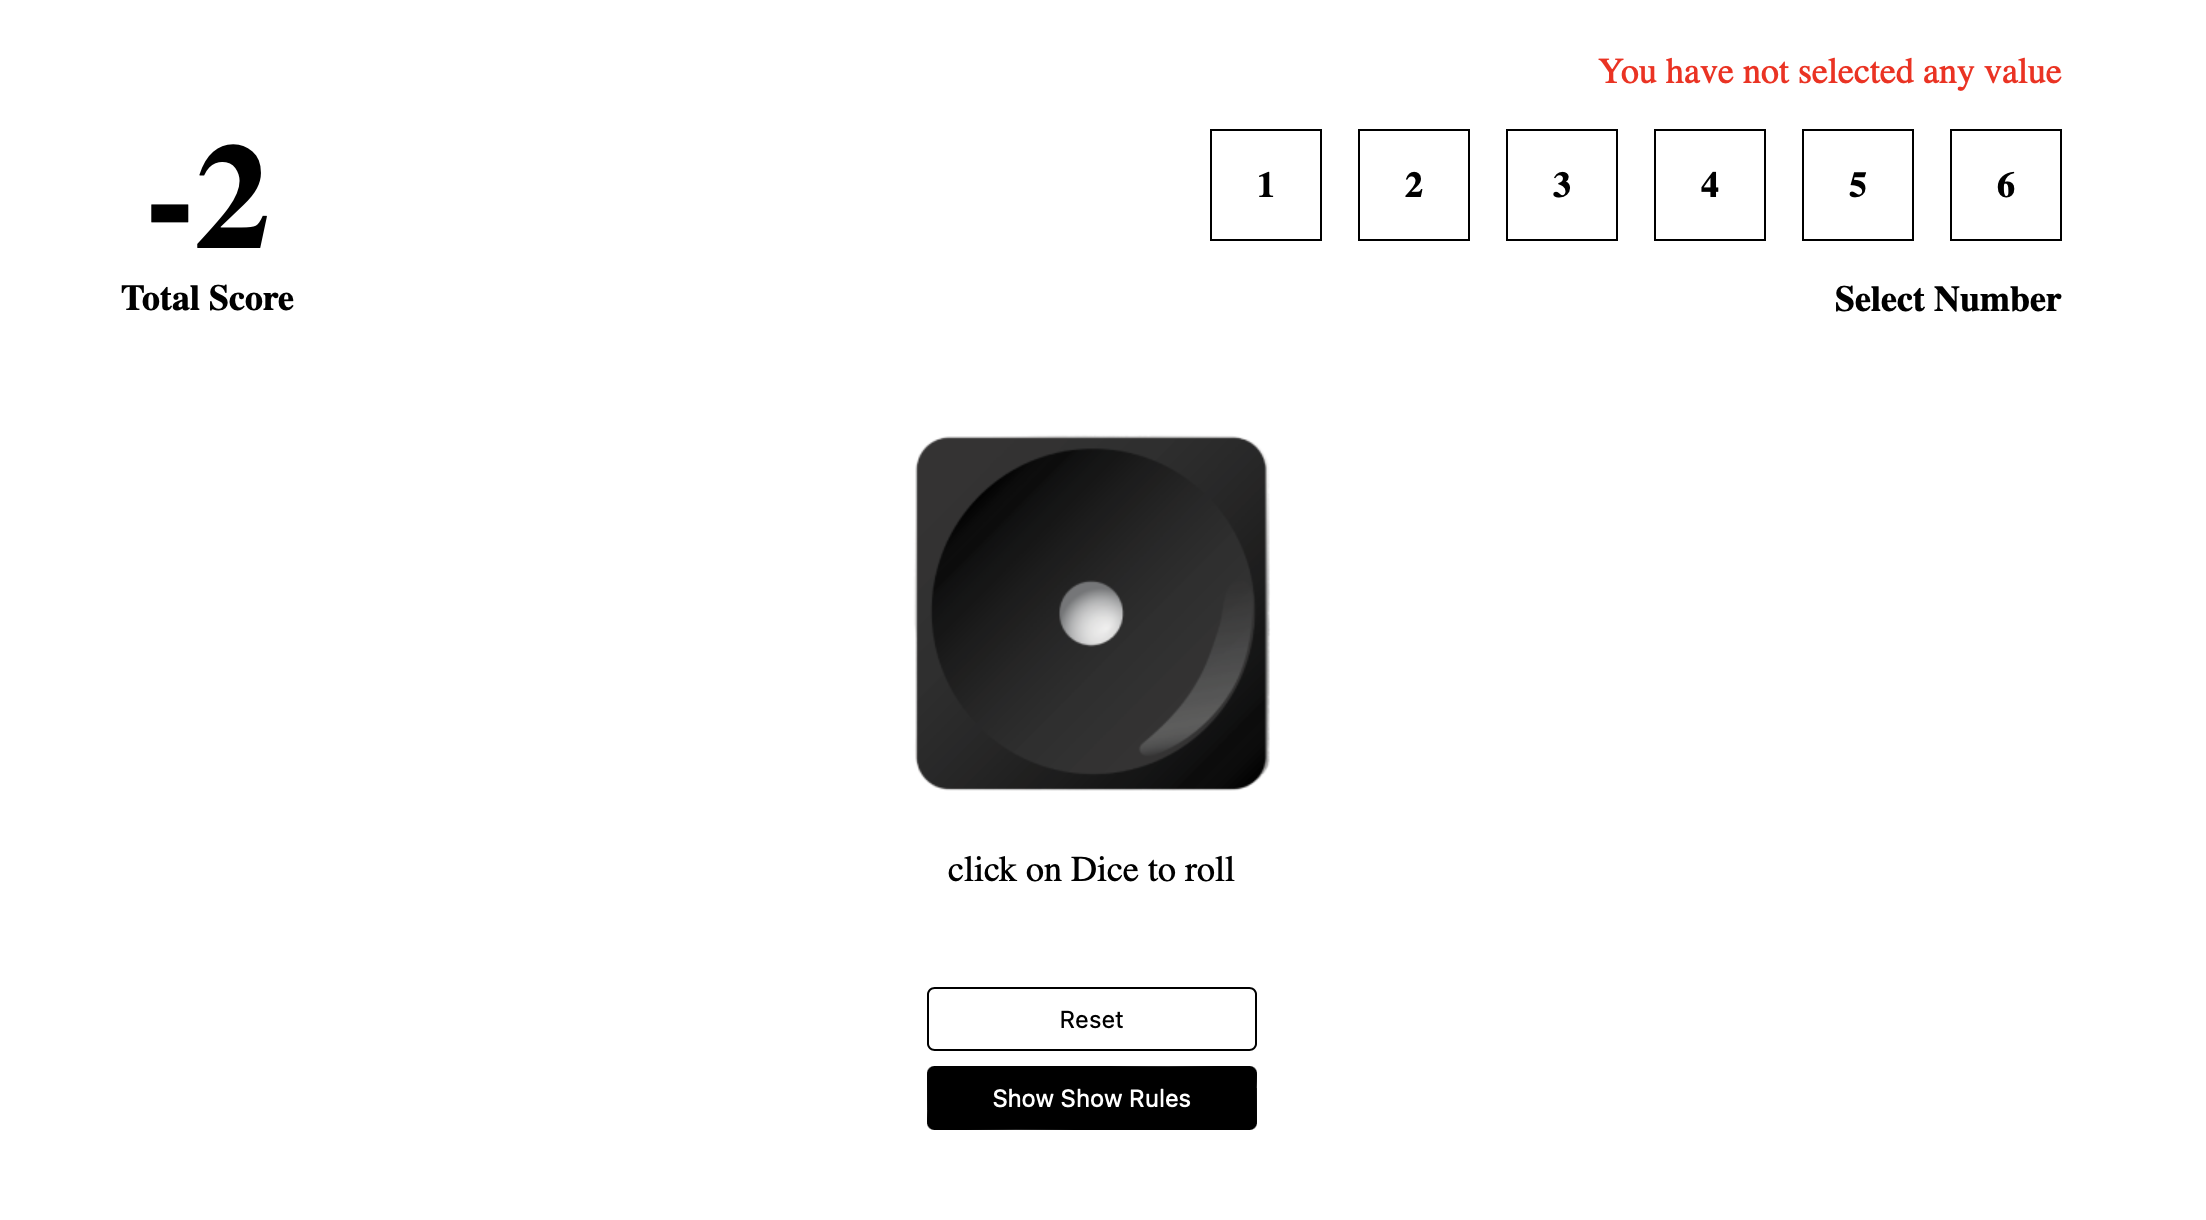 You have not selected any value
-2
1 2 3 4 5 6
Total Score
Select Number
click on Dice to roll
Reset
Show Show Rules